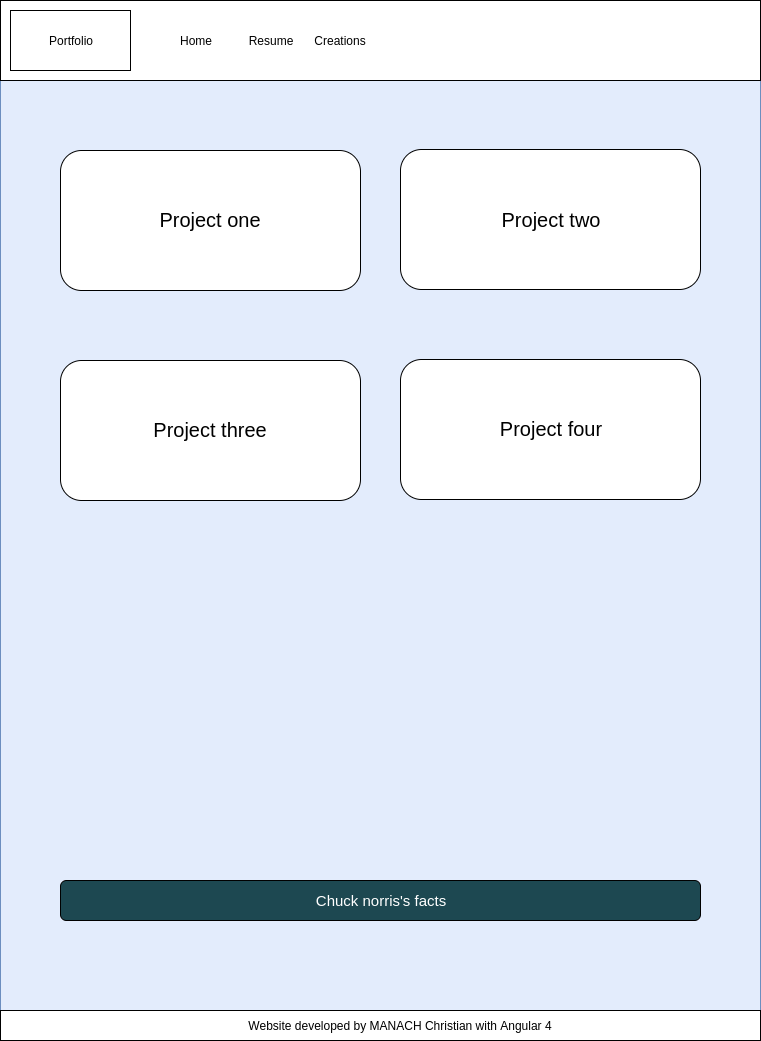 Portfolio
Home
Resume
Creations
Project one
Project two
Project three
Project four
Chuck norris's facts
Website developed by MANACH Christian with Angular 4